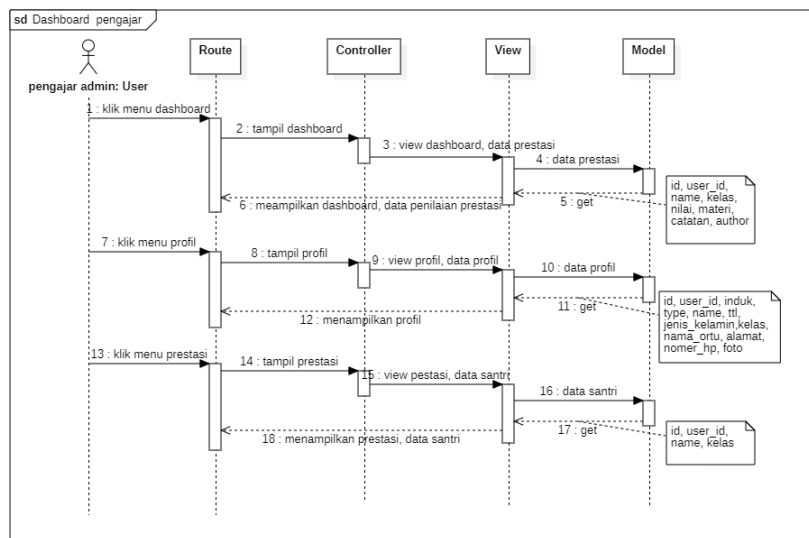 sd Dashboard pengajar
Route
Controller
View
Model
pengajar admin: User
1 : klik menu dashboard
2 : tampil dashboard
3 : view dashboard, data prestasi
4 : data prestasi
5 : get
id, user_id,
name, kelas,
nilai, materi,
catatan, author
6 : meampilkan dashboard, data penilaian prestasi
7 : klik menu profil
8 : tampil profil
9 : view profil, data profil
10 : data profil
11 : get
id, user_id, induk,
type, name, ttl,
jenis_kelamin,kelas,
nama_ortu, alamat,
nomer_hp, foto
12 : menampilkan profil
13 : klik menu prestasi
14 : tampil prestasi
15 : view pestasi, data santri
16 : data santri
17 : get
id, user_id,
name, kelas
18 : menampilkan prestasi, data santri